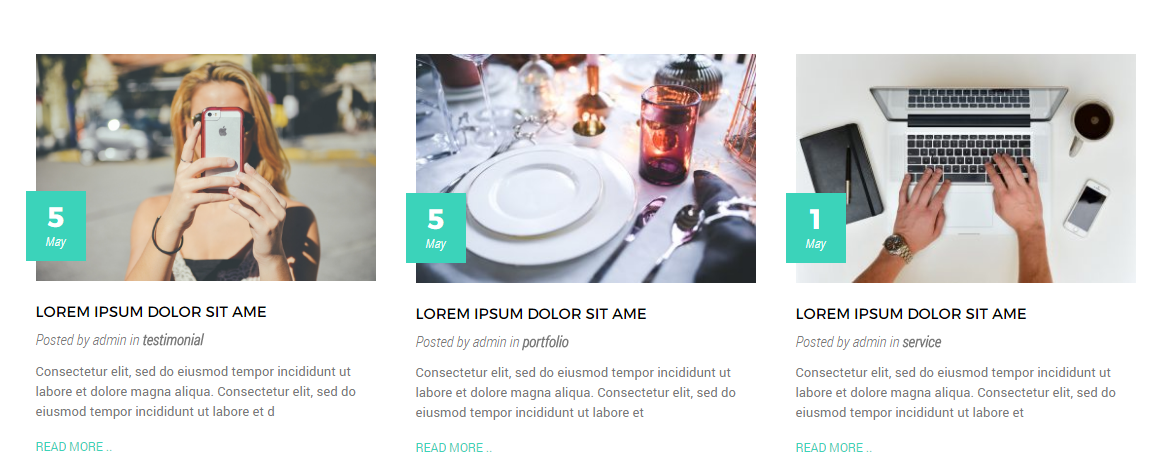 5
May
LOREM IPSUM DOLOR SIT AME
Posted by admin in testimonial
Consectetur elit, sed do eiusmod tempor incididunt ut
labore et dolore magna aliqua. Consectetur elit, sed do
eiusmod tempor incididunt ut labore et d
READ MORE ..
5
May
LOREM IPSUM DOLOR SIT AME
Posted by admin in portfolio
Consectetur elit, sed do eiusmod tempor incididunt ut
labore et dolore magna aliqua. Consectetur elit, sed do
eiusmod tempor incididunt ut labore et
READ MORE ..
1
May
LOREM IPSUM DOLOR SIT AME
Posted by admin in service
Consectetur elit, sed do eiusmod tempor incididunt ut
labore et dolore magna aliqua. Consectetur elit, sed do
eiusmod tempor incididunt ut labore et
READ MORE ..